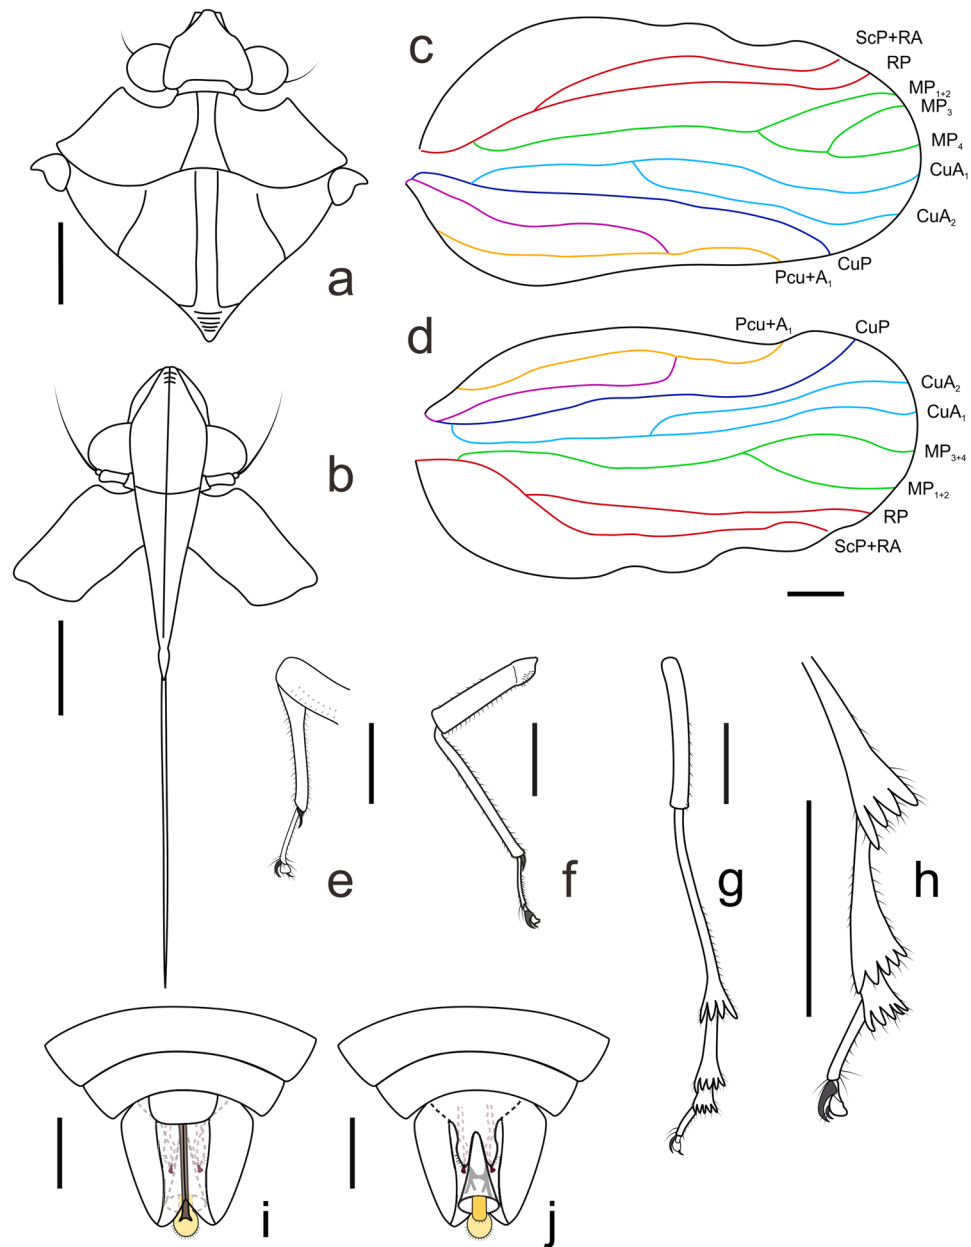 a
c
ScP+RA
RP
MP₁₊₂
MP₃
MP₄
CuA₁
CuA₂
CuP
Pcu+A₁
b
d
Pcu+A₁
CuP
CuA₂
CuA₁
MP₃₊₄
MP₁₊₂
RP
ScP+RA
e
f
g
h
i
j